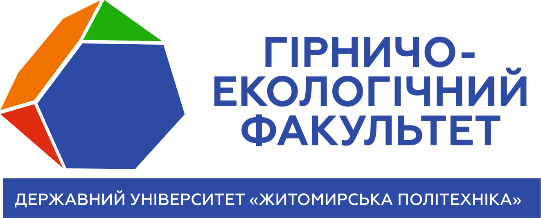 ГІРНИЧО-
ЕКОЛОГІЧНИЙ
ФАКУЛЬТЕТ
ДЕРЖАВНИЙ УНІВЕРСИТЕТ «ЖИТОМИРСЬКА ПОЛІТЕХНІКА»